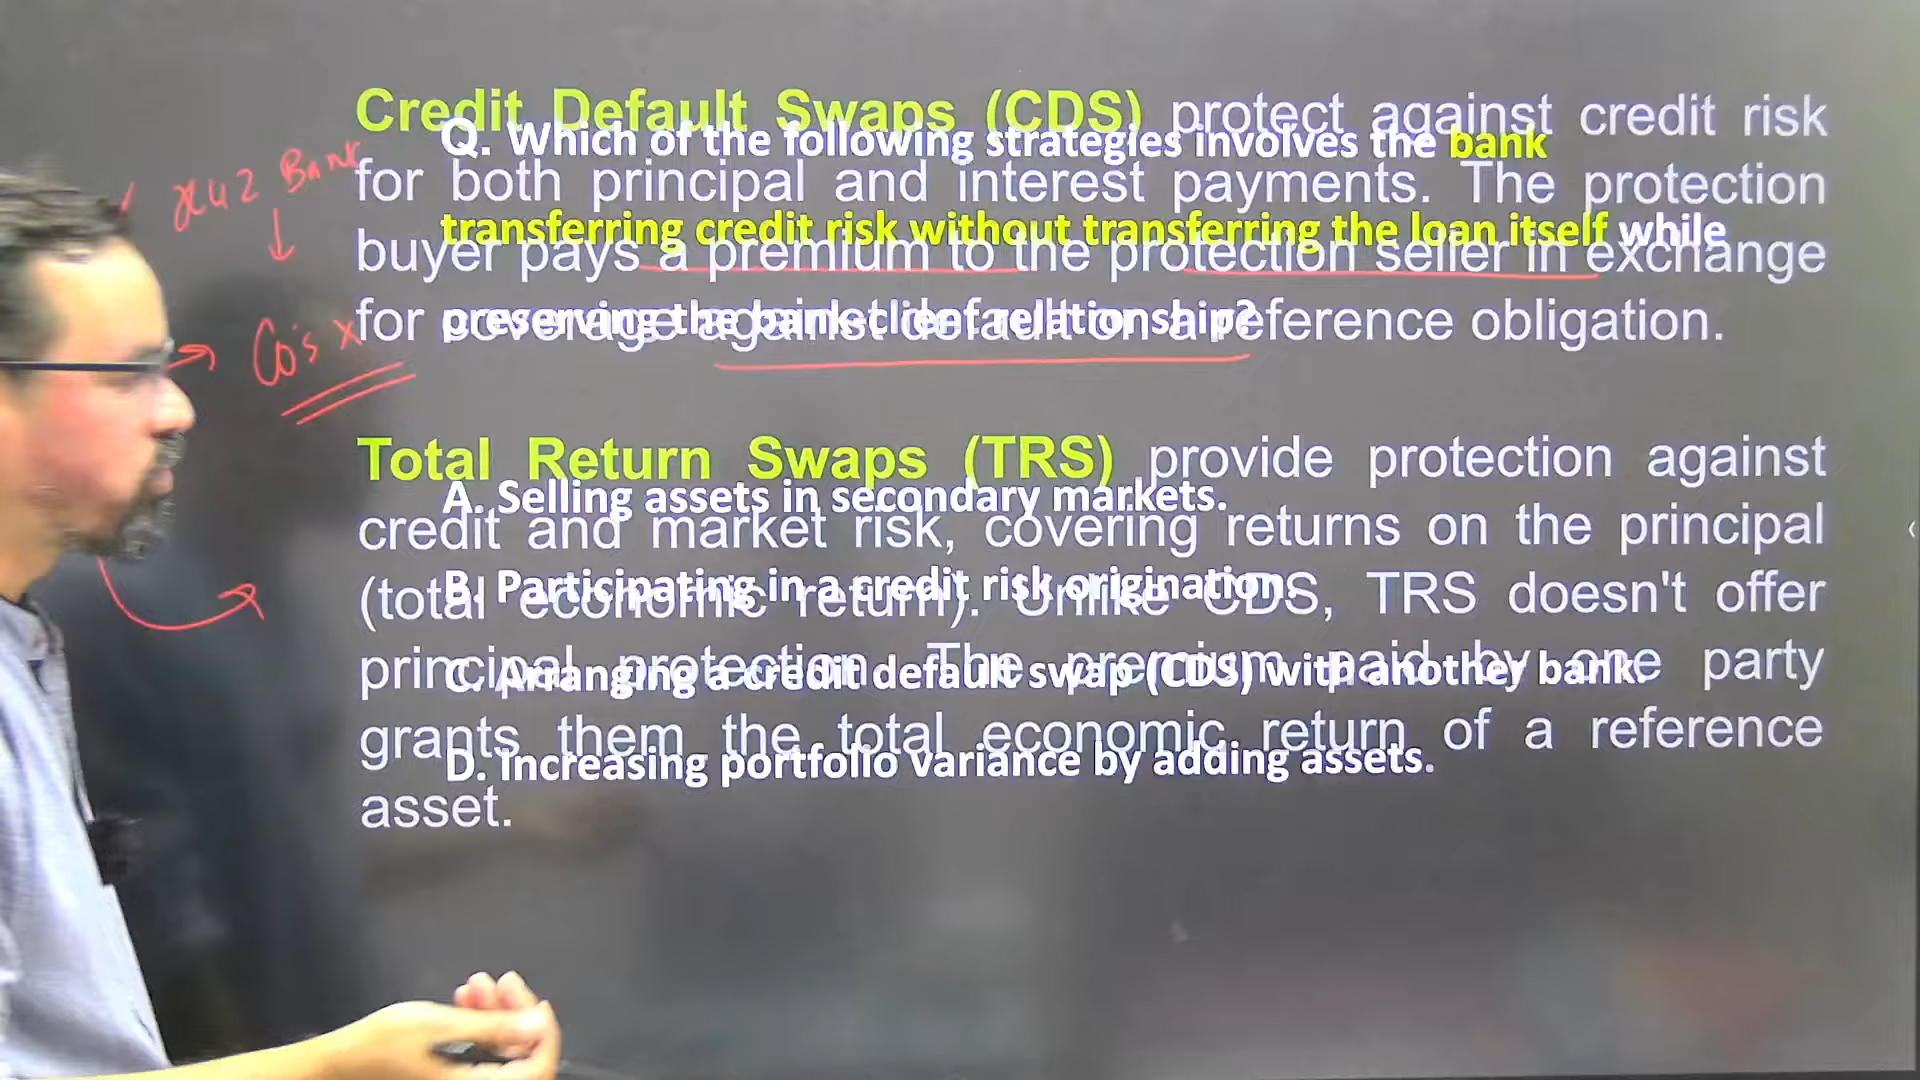 Credit Default Swaps (CDS) protect against credit risk
for both principal and interest payments. The protection
buyer pays a premium to the protection seller in exchange
for coverage against default on a reference obligation.
Total Return Swaps (TRS) provide protection against
credit and market risk, covering returns on the principal
(total economic return). Unlike CDS, TRS doesn't offer
principal protection. The premium paid by one party
grants them the total economic return of a reference
asset.
Q. Which of the following strategies involves the bank
transferring credit risk without transferring the loan itself while
preserving the bank-client relationship?
A. Selling assets in secondary markets.
B. Participating in a credit risk origination.
C. Arranging a credit default swap (CDS) with another bank.
D. Increasing portfolio variance by adding assets.
Bank